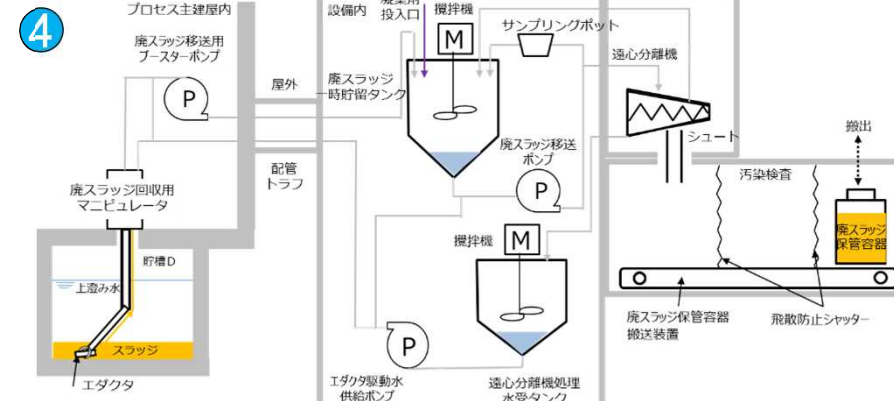 4
プロセス主建屋内
廃スラッジ移送用
ブースターポンプ
P
屋外
配管
トラフ
廃スラッジ回収用
マニピュレータ
貯槽D
上澄み水
スラッジ
エダクタ
設備内
投入口
攪拌機
M
サンプリングポット
廃スラッジ
一時貯留タンク
廃スラッジ移送
ポンプ
P
攪拌機
M
P
エダクタ駆動水
供給ポンプ
遠心分離機処理
水受タンク
遠心分離機
シュート
汚染検査
搬出
廃スラッジ
保管容器
廃スラッジ保管容器
搬送装置
飛散防止シャッター